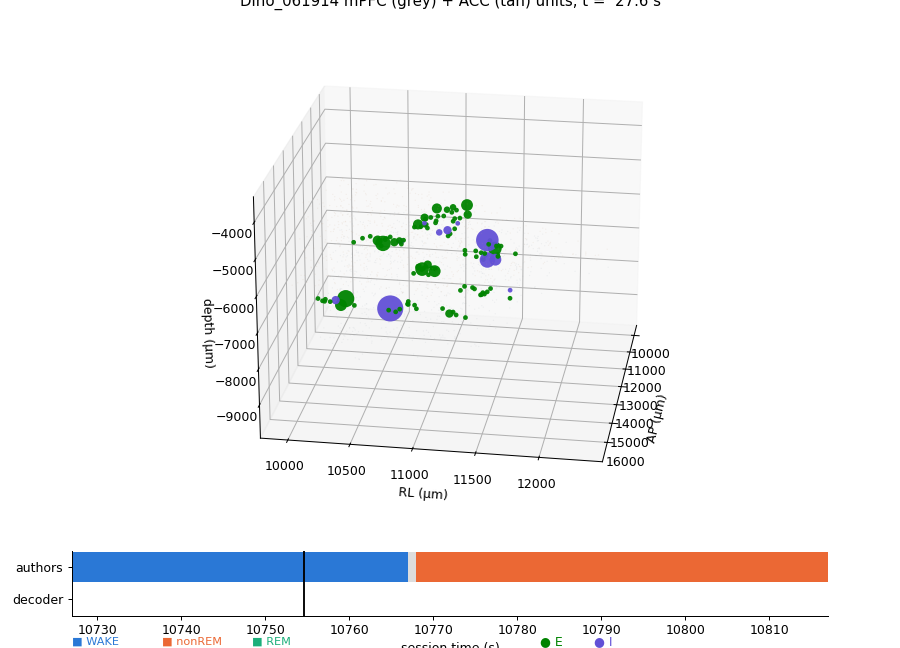 Dino_061914 mPFC (grey) + ACC (tan) units, t = 27.6 s
−4000
−5000
−6000
−7000
−8000
−9000
depth (μm)
10000
10500
11000
11500
12000
RL (μm)
10000
11000
12000
13000
14000
15000
16000
AP (μm)
authors
decoder
10730 10740 10750 10760 10770 10780 10790 10800 10810
session time (s)
WAKE nonREM REM E I